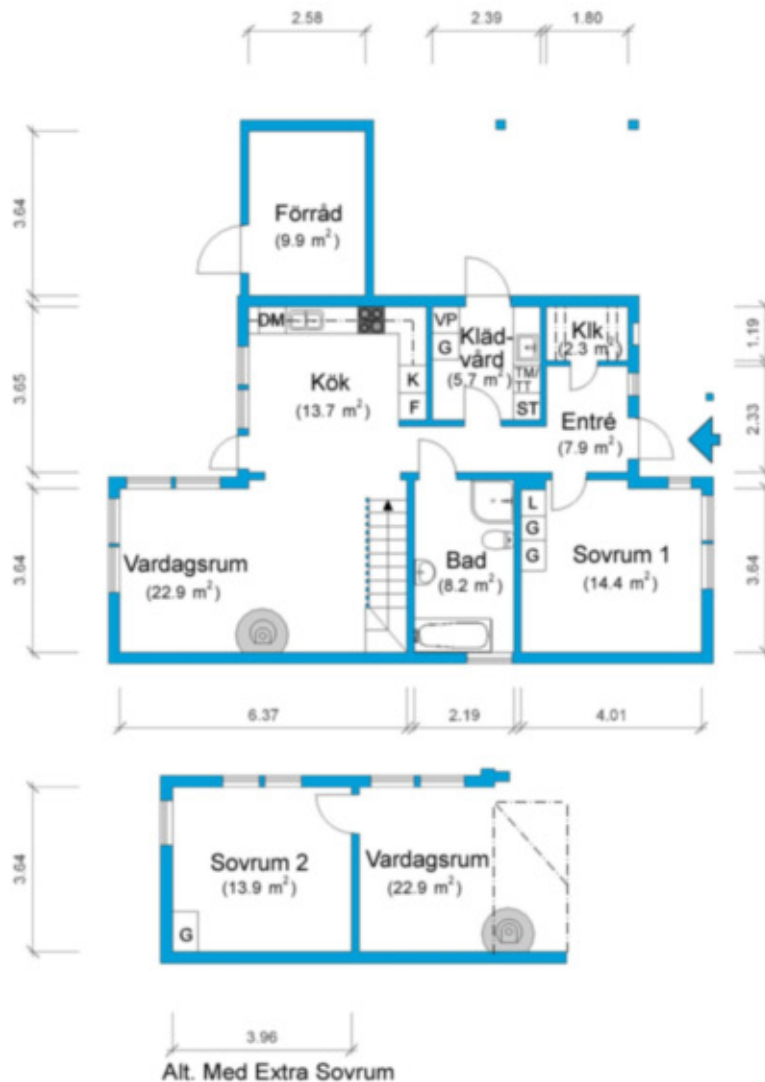 2.58
2.39
1.80
3.64
Förråd
(9.9 m²)
DM
VP
G
Kläd-
vård
(5.7 m²)
Klk
(2.3 m²)
1.19
3.65
Kök
(13.7 m²)
K
F
TM/
TT
ST
Entré
(7.9 m²)
2.33
3.64
Vardagsrum
(22.9 m²)
Bad
(8.2 m²)
L
G
G
Sovrum 1
(14.4 m²)
3.64
6.37
2.19
4.01
3.64
Sovrum 2
(13.9 m²)
G
Vardagsrum
(22.9 m²)
3.96
Alt. Med Extra Sovrum